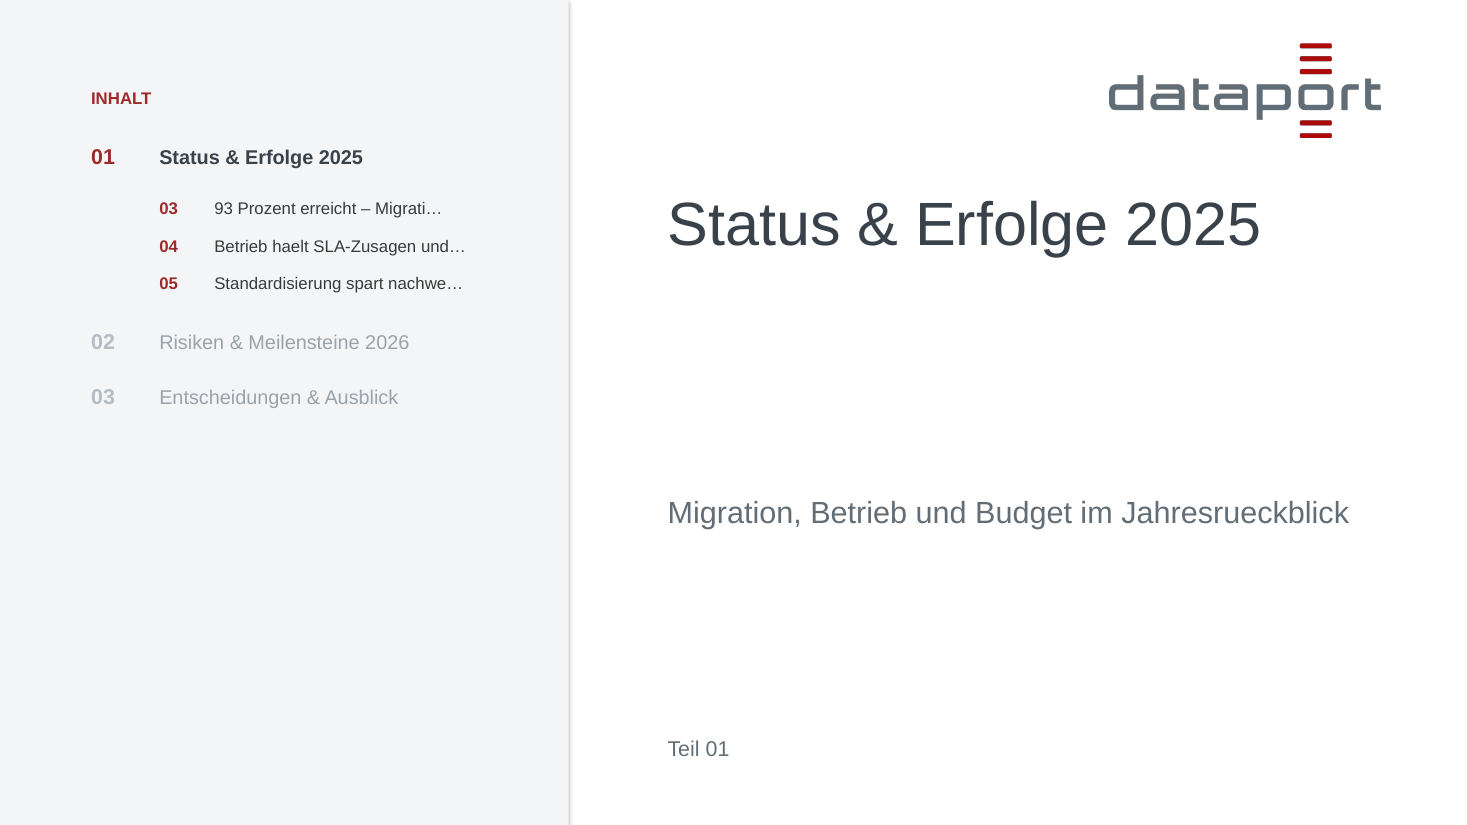 INHALT
01 Status & Erfolge 2025
03 93 Prozent erreicht – Migrati…
04 Betrieb haelt SLA-Zusagen und…
05 Standardisierung spart nachwe…
02 Risiken & Meilensteine 2026
03 Entscheidungen & Ausblick
dataport
Status & Erfolge 2025
Migration, Betrieb und Budget im Jahresrueckblick
Teil 01